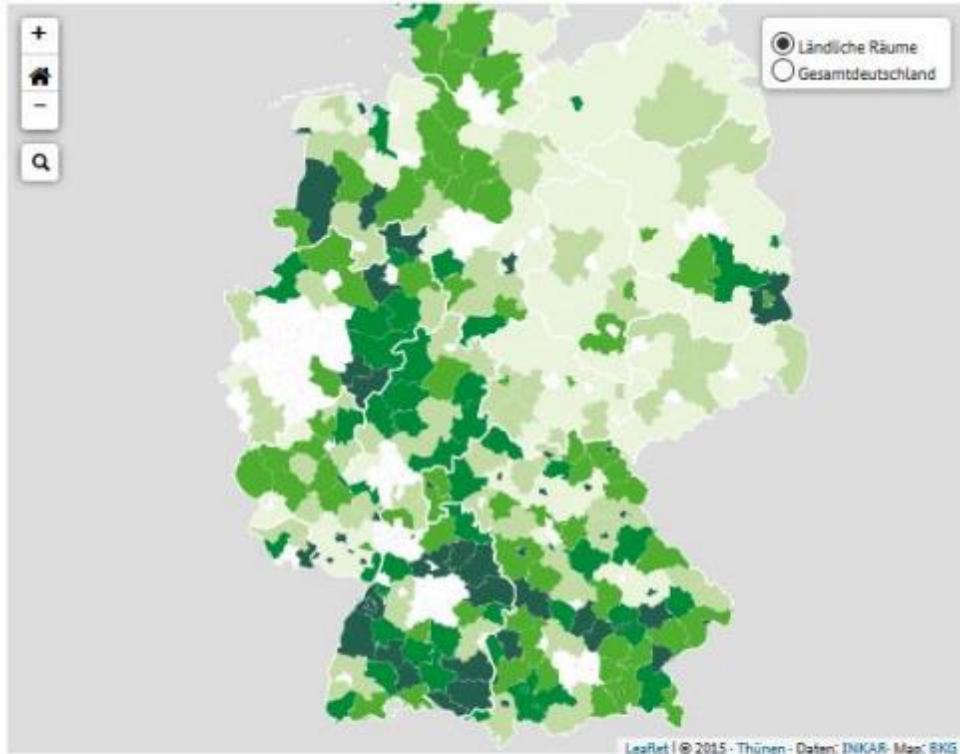 +
−
Ländliche Räume
Gesamtdeutschland
Leaflet | © 2015 - Thünen - Daten: INKAR- Map: BKG